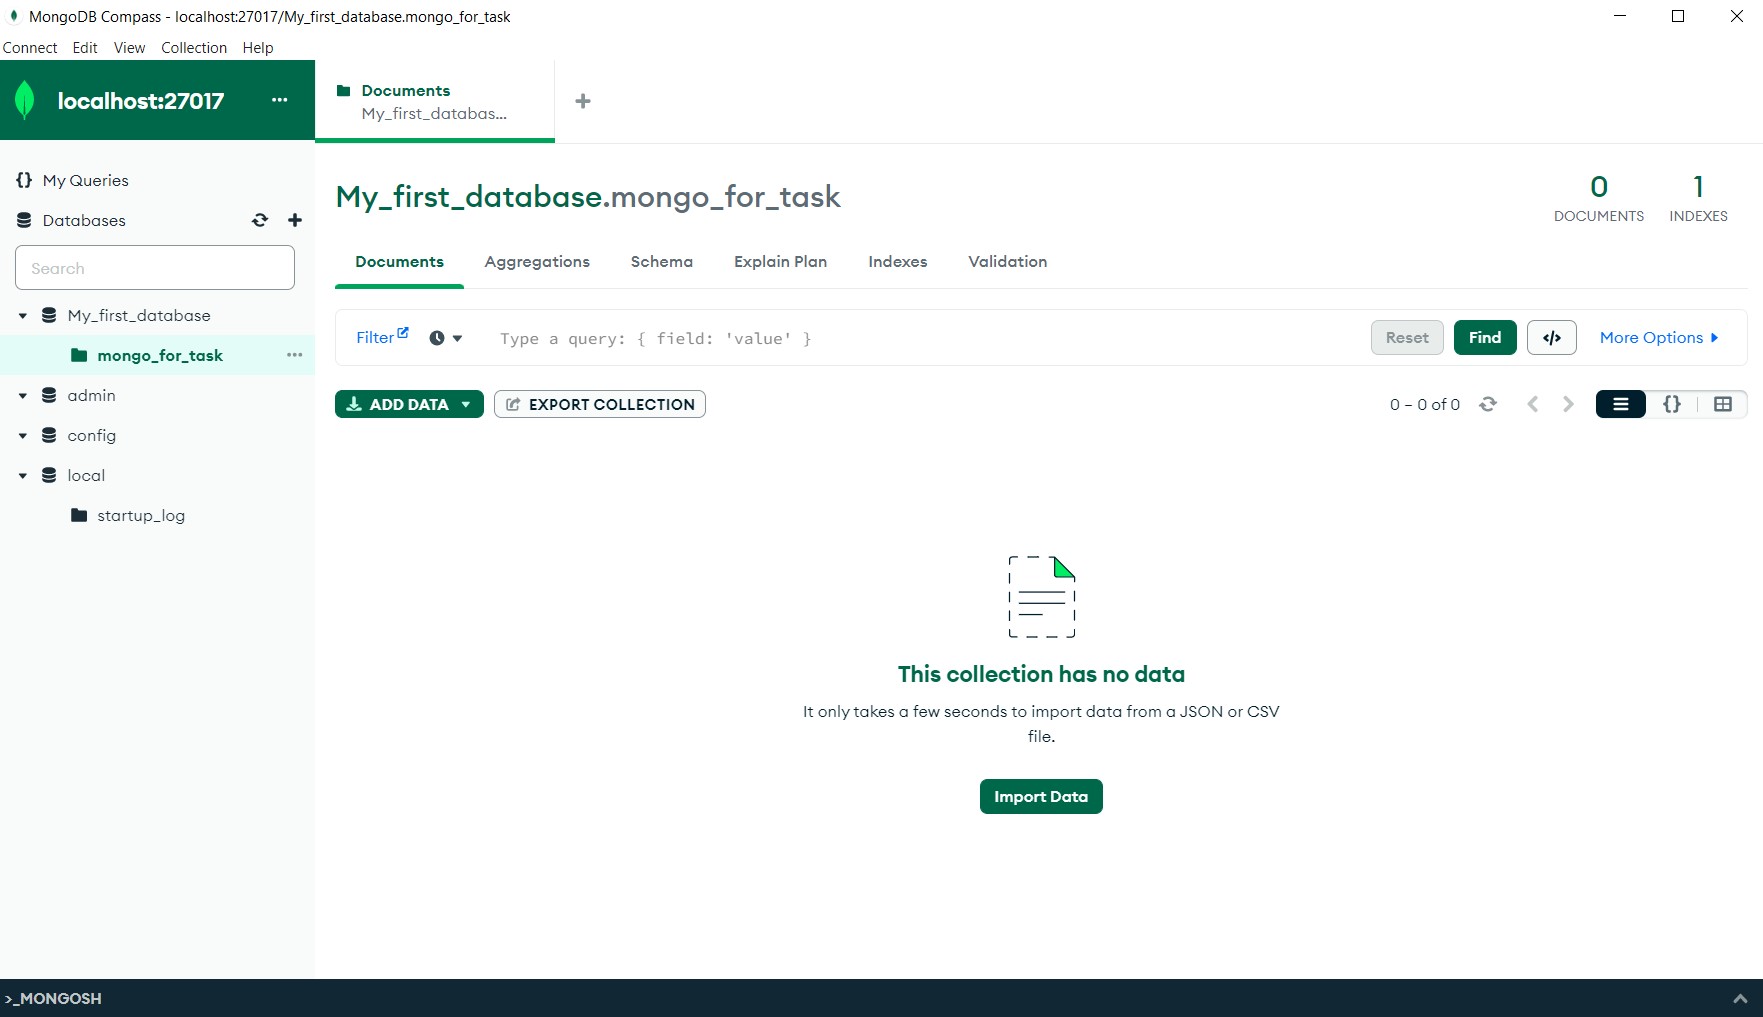 MongoDB Compass - localhost:27017/My_first_database.mongo_for_task
Connect Edit View Collection Help
localhost:27017 ...
Documents
My_first_databas...
My Queries
Databases
Search
My_first_database
mongo_for_task ...
admin
config
local
startup_log
My_first_database.mongo_for_task
0
DOCUMENTS
1
INDEXES
Documents Aggregations Schema Explain Plan Indexes Validation
Filter Type a query: { field: 'value' } Reset Find </> More Options
ADD DATA EXPORT COLLECTION 0 – 0 of 0 {}
This collection has no data
It only takes a few seconds to import data from a JSON or CSV
file.
Import Data
>_MONGOSH